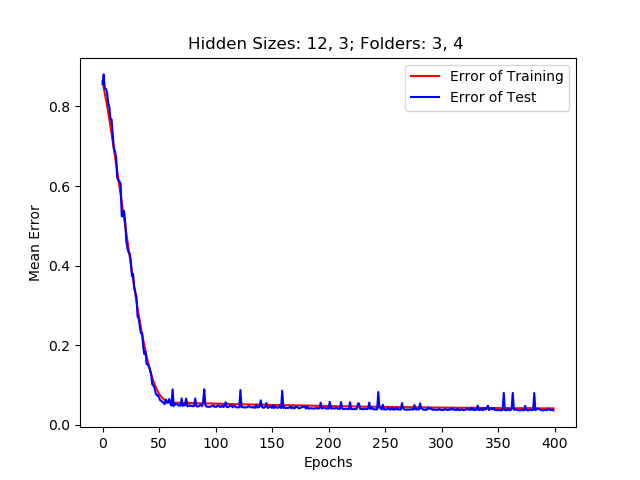 Hidden Sizes: 12, 3; Folders: 3, 4
Error of Training
Error of Test
Mean Error
0.8
0.6
0.4
0.2
0.0
0 50 100 150 200 250 300 350 400
Epochs